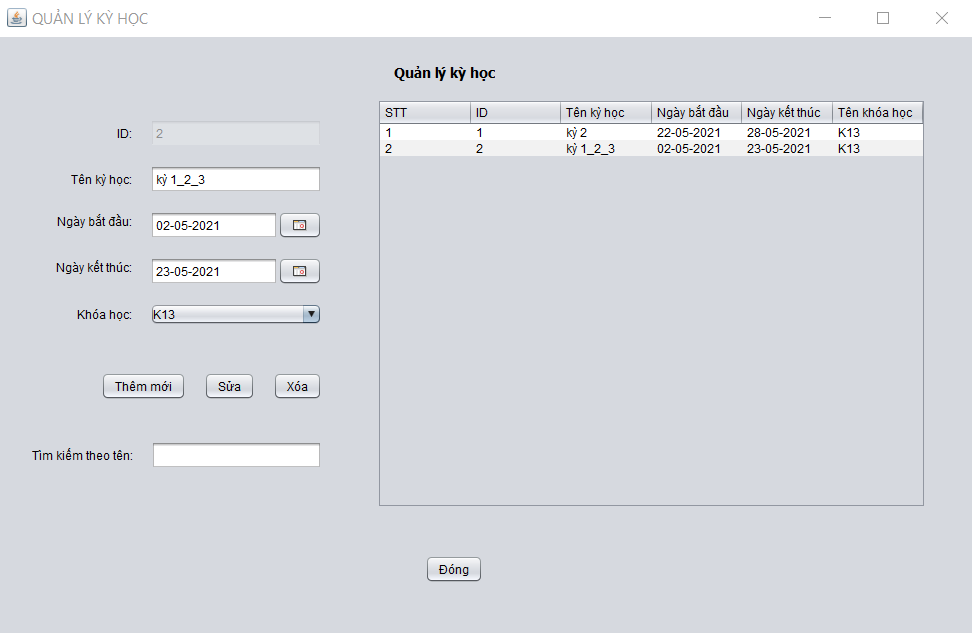 QUẢN LÝ KỲ HỌC
Quản lý kỳ học
ID:
2
Tên kỳ học:
kỳ 1_2_3
Ngày bắt đầu:
02-05-2021
Ngày kết thúc:
23-05-2021
Khóa học:
K13
Thêm mới Sửa Xóa
Tìm kiếm theo tên:
STT ID Tên kỳ học Ngày bắt đầu Ngày kết thúc Tên khóa học
1 1 kỳ 2 22-05-2021 28-05-2021 K13
2 2 kỳ 1_2_3 02-05-2021 23-05-2021 K13
Đóng